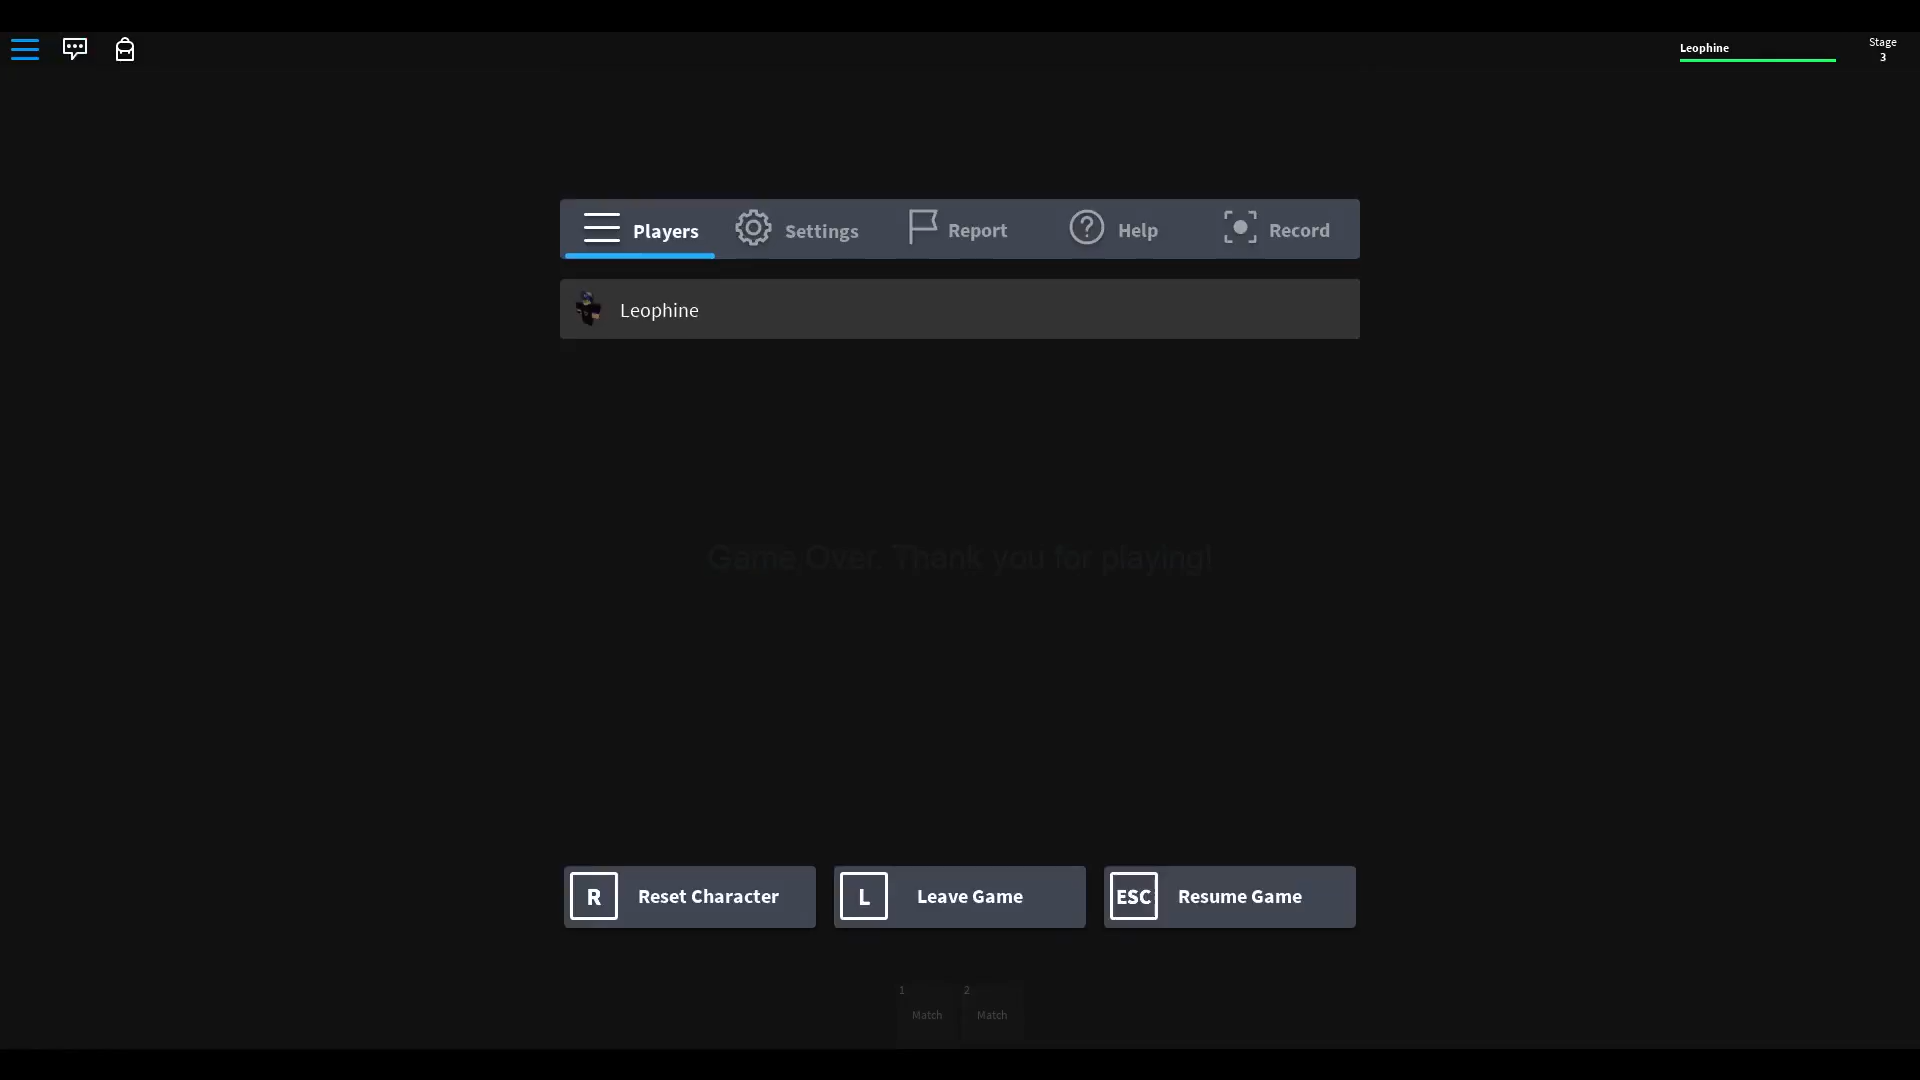 Leophine
Stage
3
Players
Settings
Report
Help
Record
Leophine
Game Over. Thank you for playing!
R
Reset Character
L
Leave Game
ESC
Resume Game
1
2
Match
Match